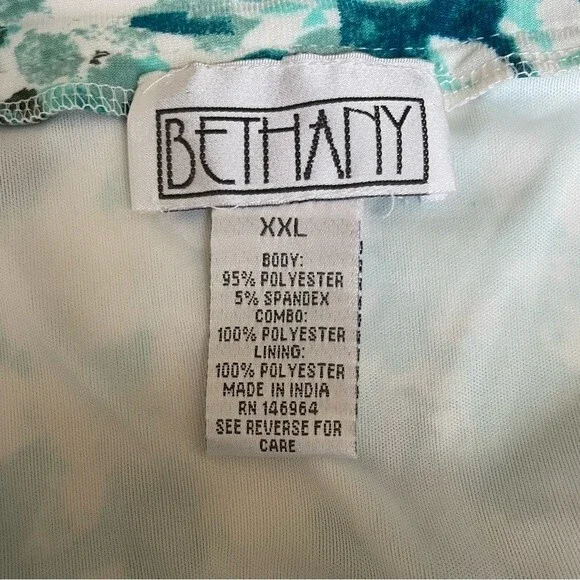 BETHANY
XXL
BODY:
95% POLYESTER
5% SPANDEX
COMBO:
100% POLYESTER
LINING:
100% POLYESTER
MADE IN INDIA
RN 146964
SEE REVERSE FOR
CARE